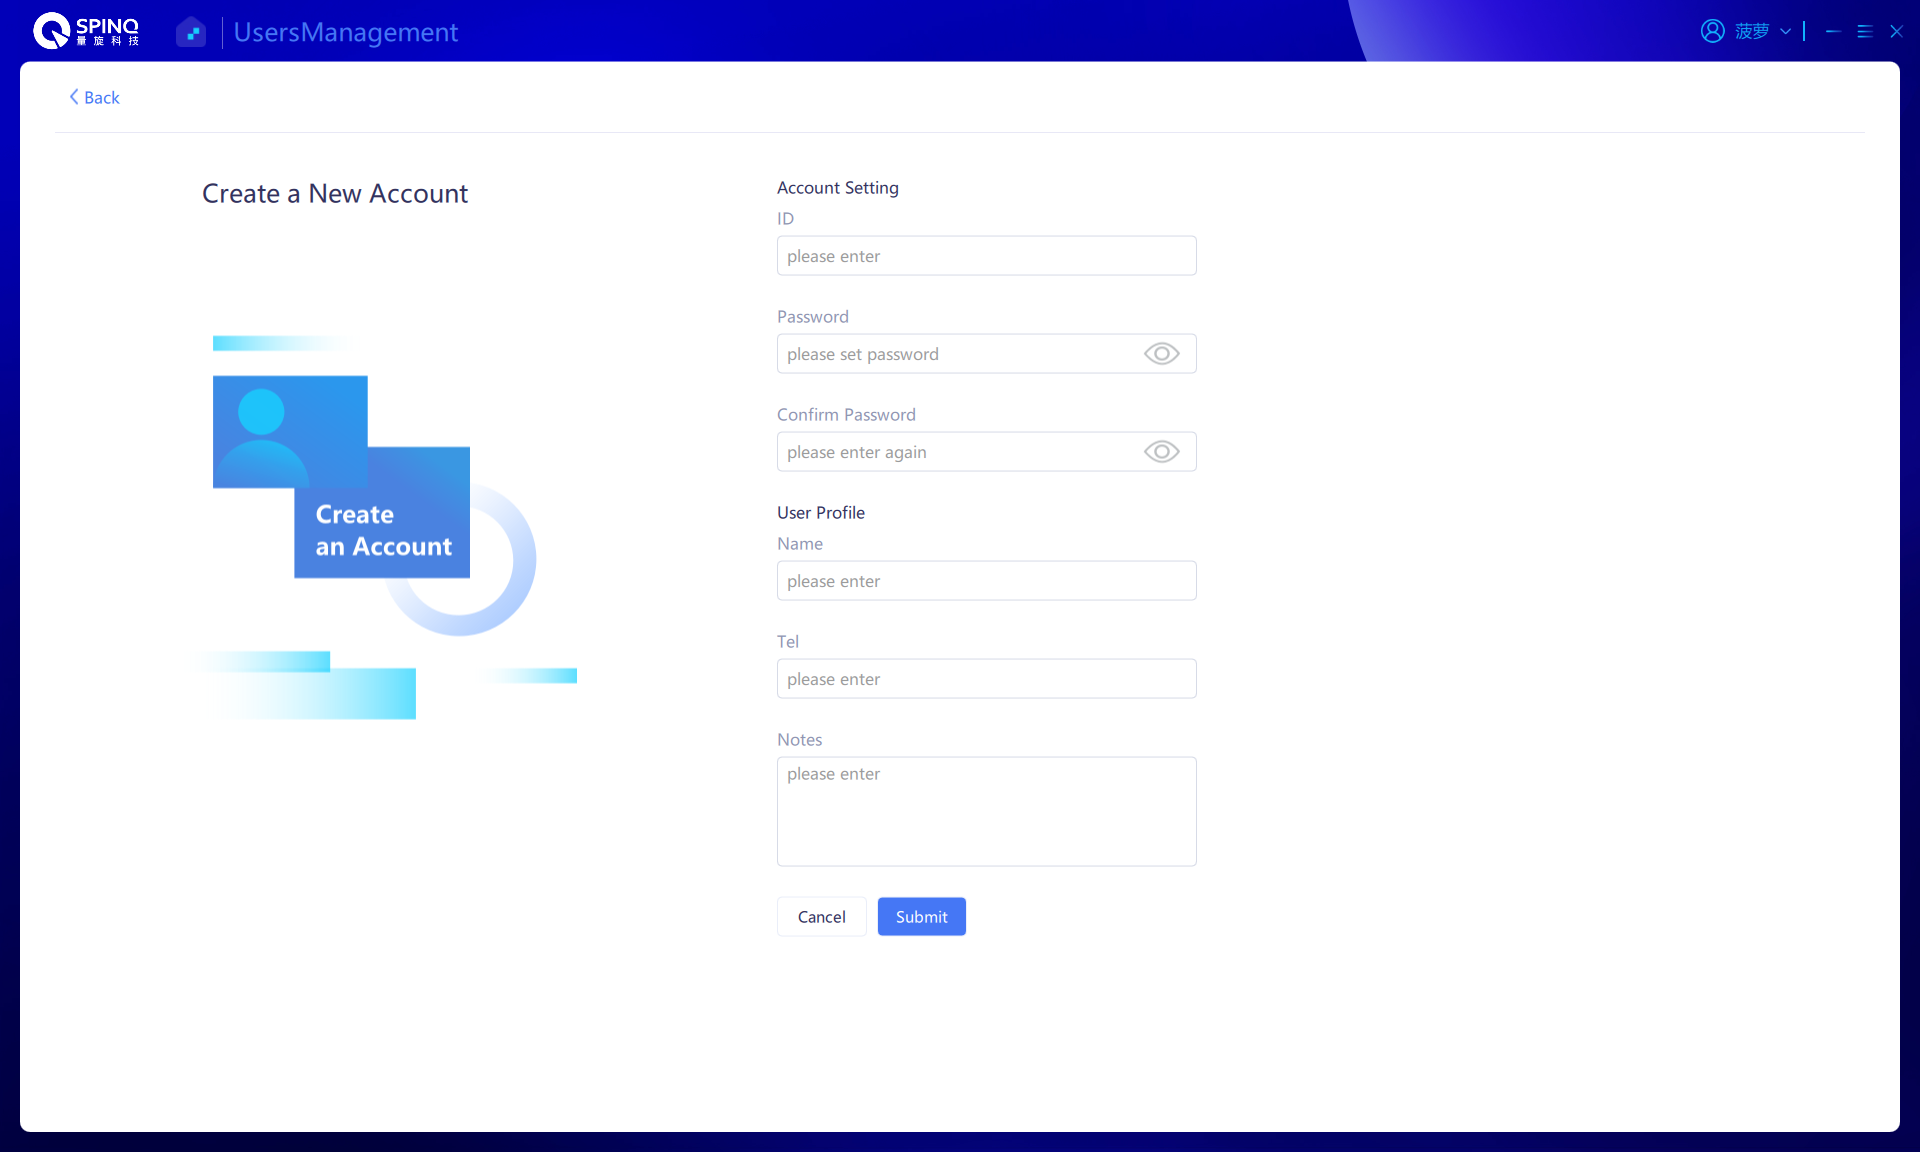 SPINQ
量旋科技
UsersManagement
菠萝
Back
Create a New Account
Create
an Account
Account Setting
ID
please enter
Password
please set password
Confirm Password
please enter again
User Profile
Name
please enter
Tel
please enter
Notes
please enter
Cancel
Submit